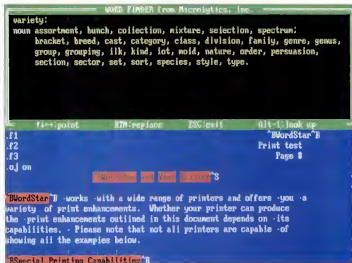 WORD FINDER from Microlytics, Inc.
variety:
noun assortment, bunch, collection, mixture, selection, spectrum;
bracket, breed, cast, category, class, division, family, genre, genus,
group, grouping, ilk, kind, lot, mold, nature, order, persuasion,
section, sector, set, sort, species, style, type.
:point RTN:replace ESC:exit Alt-1:look up
.f1 ^BWordStar^B
.f2 Print test
.f3 Page #
.oj on
^S
^BWordStar^B -works -with a wide range of printers and offers -you -a
variety of print enhancements. Whether your printer can produce
the -print enhancements outlined in this document depends -on -its
capabilities. - Please note that not all printers are capable -of
showing all the examples below.
^BSpecial Printing Capabilities^B